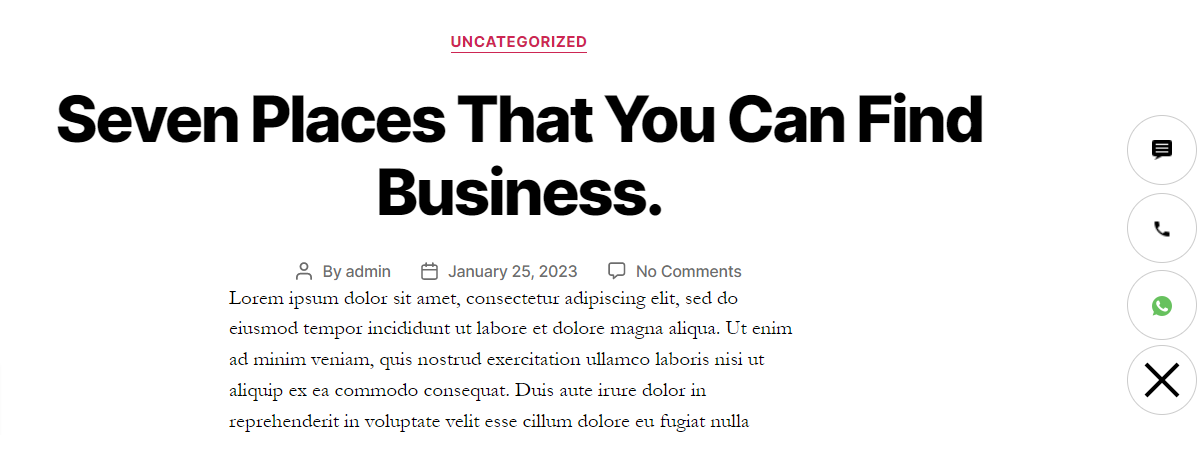 UNCATEGORIZED
Seven Places That You Can Find
Business.
By admin January 25, 2023 No Comments
Lorem ipsum dolor sit amet, consectetur adipiscing elit, sed do
eiusmod tempor incididunt ut labore et dolore magna aliqua. Ut enim
ad minim veniam, quis nostrud exercitation ullamco laboris nisi ut
aliquip ex ea commodo consequat. Duis aute irure dolor in
reprehenderit in voluptate velit esse cillum dolore eu fugiat nulla